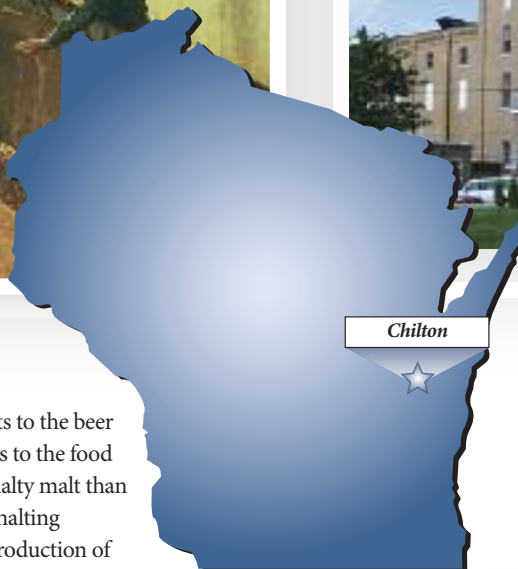 Chilton
ts to the beer
s to the food
alty malt than
nalting
roduction of